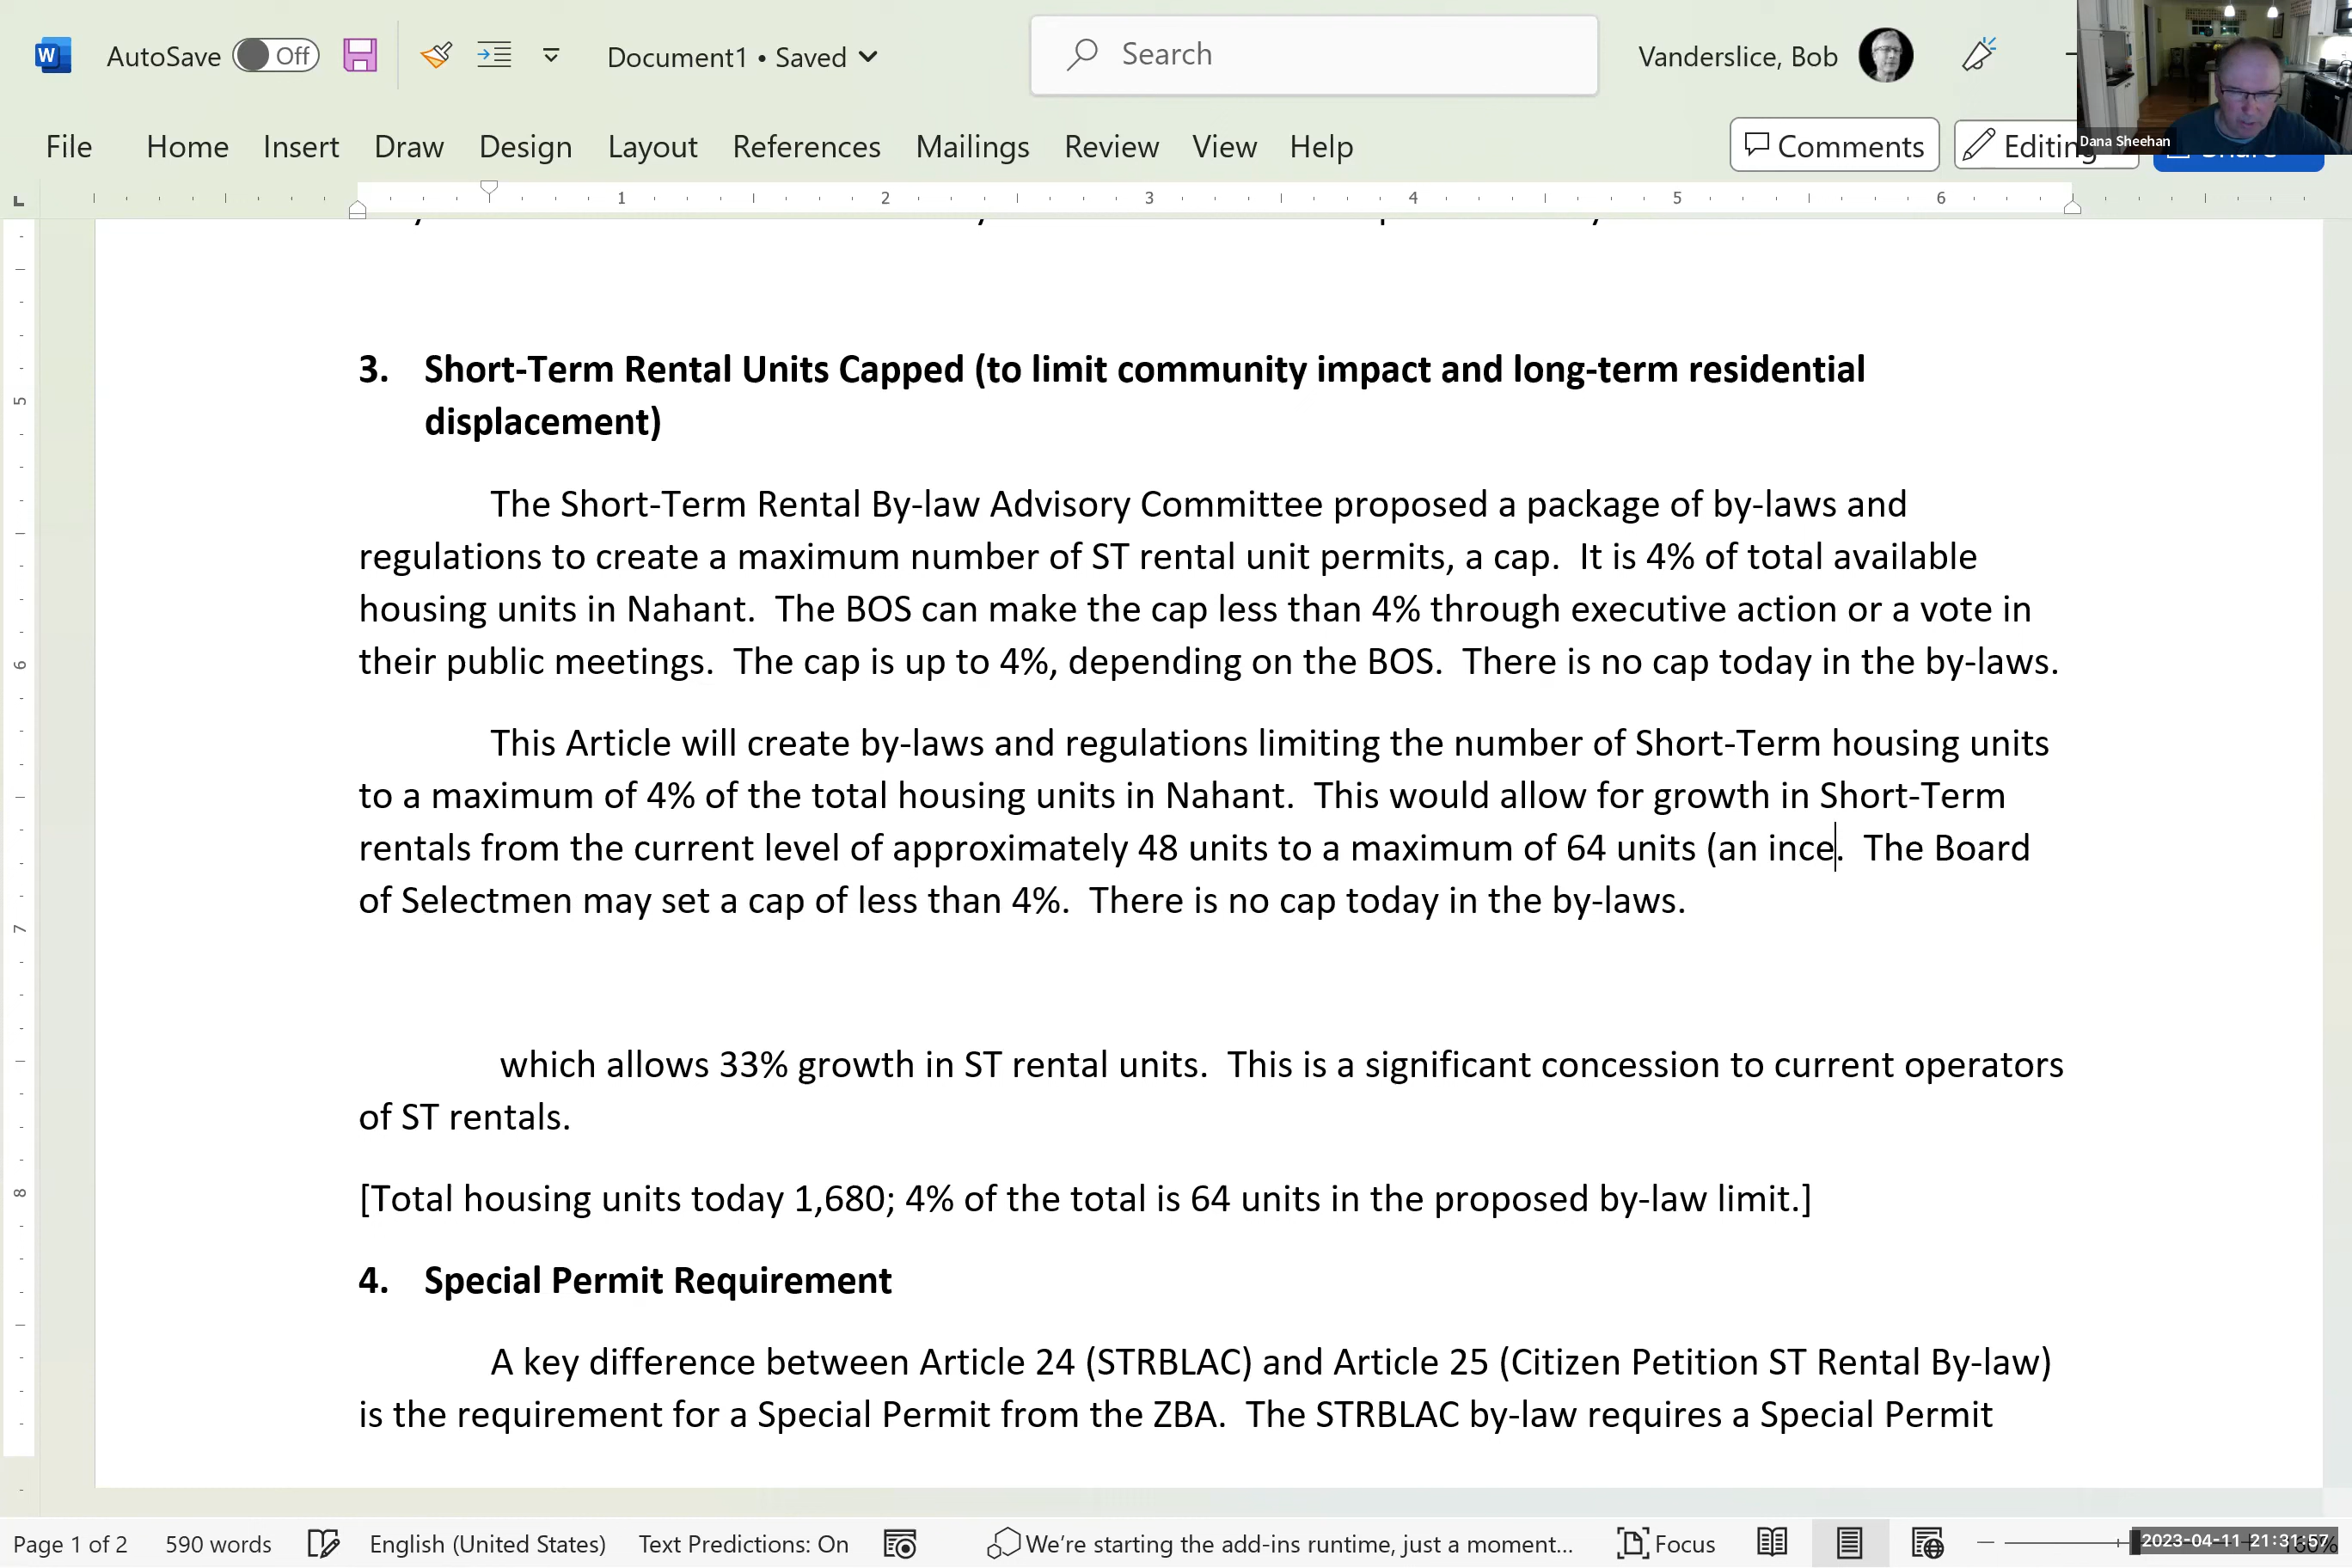 AutoSave Off Document1 • Saved Search Vanderslice, Bob
File Home Insert Draw Design Layout References Mailings Review View Help Comments Editing
Dana Sheehan
1 2 3 4 5 6
3. Short-Term Rental Units Capped (to limit community impact and long-term residential
displacement)
The Short-Term Rental By-law Advisory Committee proposed a package of by-laws and
regulations to create a maximum number of ST rental unit permits, a cap.  It is 4% of total available
housing units in Nahant.  The BOS can make the cap less than 4% through executive action or a vote in
their public meetings.  The cap is up to 4%, depending on the BOS.  There is no cap today in the by-laws.
This Article will create by-laws and regulations limiting the number of Short-Term housing units
to a maximum of 4% of the total housing units in Nahant.  This would allow for growth in Short-Term
rentals from the current level of approximately 48 units to a maximum of 64 units (an ince.  The Board
of Selectmen may set a cap of less than 4%.  There is no cap today in the by-laws.
which allows 33% growth in ST rental units.  This is a significant concession to current operators
of ST rentals.
[Total housing units today 1,680; 4% of the total is 64 units in the proposed by-law limit.]
4. Special Permit Requirement
A key difference between Article 24 (STRBLAC) and Article 25 (Citizen Petition ST Rental By-law)
is the requirement for a Special Permit from the ZBA.  The STRBLAC by-law requires a Special Permit
5
6
7
8
Page 1 of 2 590 words English (United States) Text Predictions: On We're starting the add-ins runtime, just a moment... Focus
2023-04-11 21:31:57